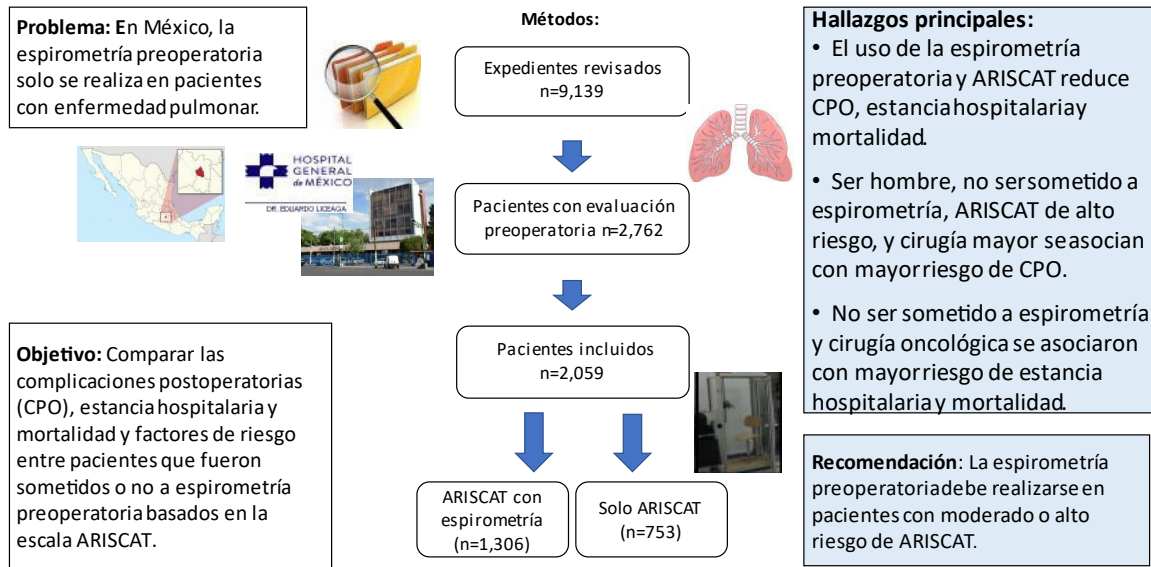 Problema: En México, la
espirometría preoperatoria
solo se realiza en pacientes
con enfermedad pulmonar.
HOSPITAL
GENERAL
de MÉXICO
DR. EDUARDO LICEAGA
Objetivo: Comparar las
complicaciones postoperatorias
(CPO), estancia hospitalaria y
mortalidad y factores de riesgo
entre pacientes que fueron
sometidos o no a espirometría
preoperatoria basados en la
escala ARISCAT.
Métodos:
Expedientes revisados
n=9,139
Pacientes con evaluación
preoperatoria n=2,762
Pacientes incluidos
n=2,059
ARISCAT con
espirometría
(n=1,306)
Solo ARISCAT
(n=753)
Hallazgos principales:
• El uso de la espirometría
preoperatoria y ARISCAT reduce
CPO, estancia hospitalaria y
mortalidad.
• Ser hombre, no ser sometido a
espirometría, ARISCAT de alto
riesgo, y cirugía mayor se asocian
con mayor riesgo de CPO.
• No ser sometido a espirometría
y cirugía oncológica se asociaron
con mayor riesgo de estancia
hospitalaria y mortalidad.
Recomendación: La espirometría
preoperatoria debe realizarse en
pacientes con moderado o alto
riesgo de ARISCAT.